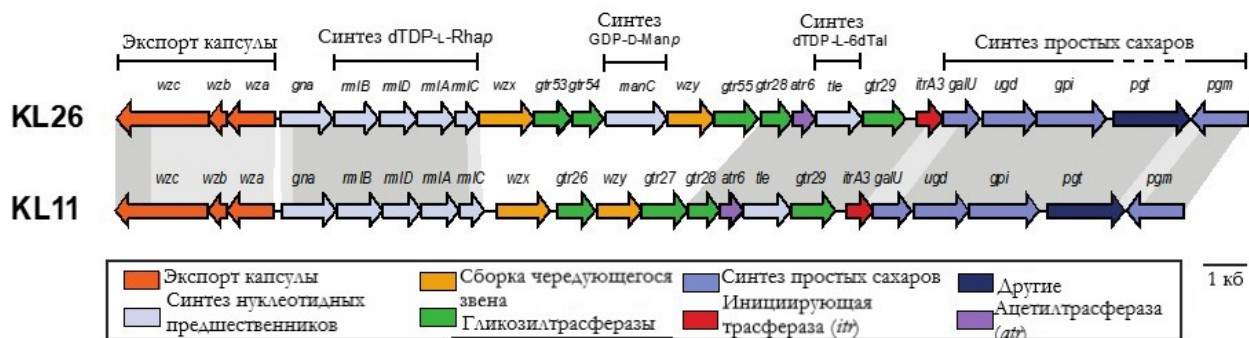 Экспорт капсулы
Синтез dTDP-L-Rhap
Синтез
GDP-D-Manp
Синтез
dTDP-L-6dTal
Синтез простых сахаров
wzc wzb wza gna rmlB rmlD rmlA rmlC wzx gtr53 gtr54 manC wzy gtr55 gtr28 atr6 tle gtr29 itrA3 galU ugd gpi pgt pgm
KL26
wzc wzb wza gna rmlB rmlD rmlA rmlC wzx gtr26 wzy gtr27 gtr28 atr6 tle gtr29 itrA3 galU ugd gpi pgt pgm
KL11
Экспорт капсулы
Синтез нуклеотидных
предшественников
Сборка чередующегося
звена
Гликозилтрасферазы
Синтез простых сахаров
Инициирующая
трасфераза (itr)
Другие
Ацетилтрасфераза
(atr)
1 кб